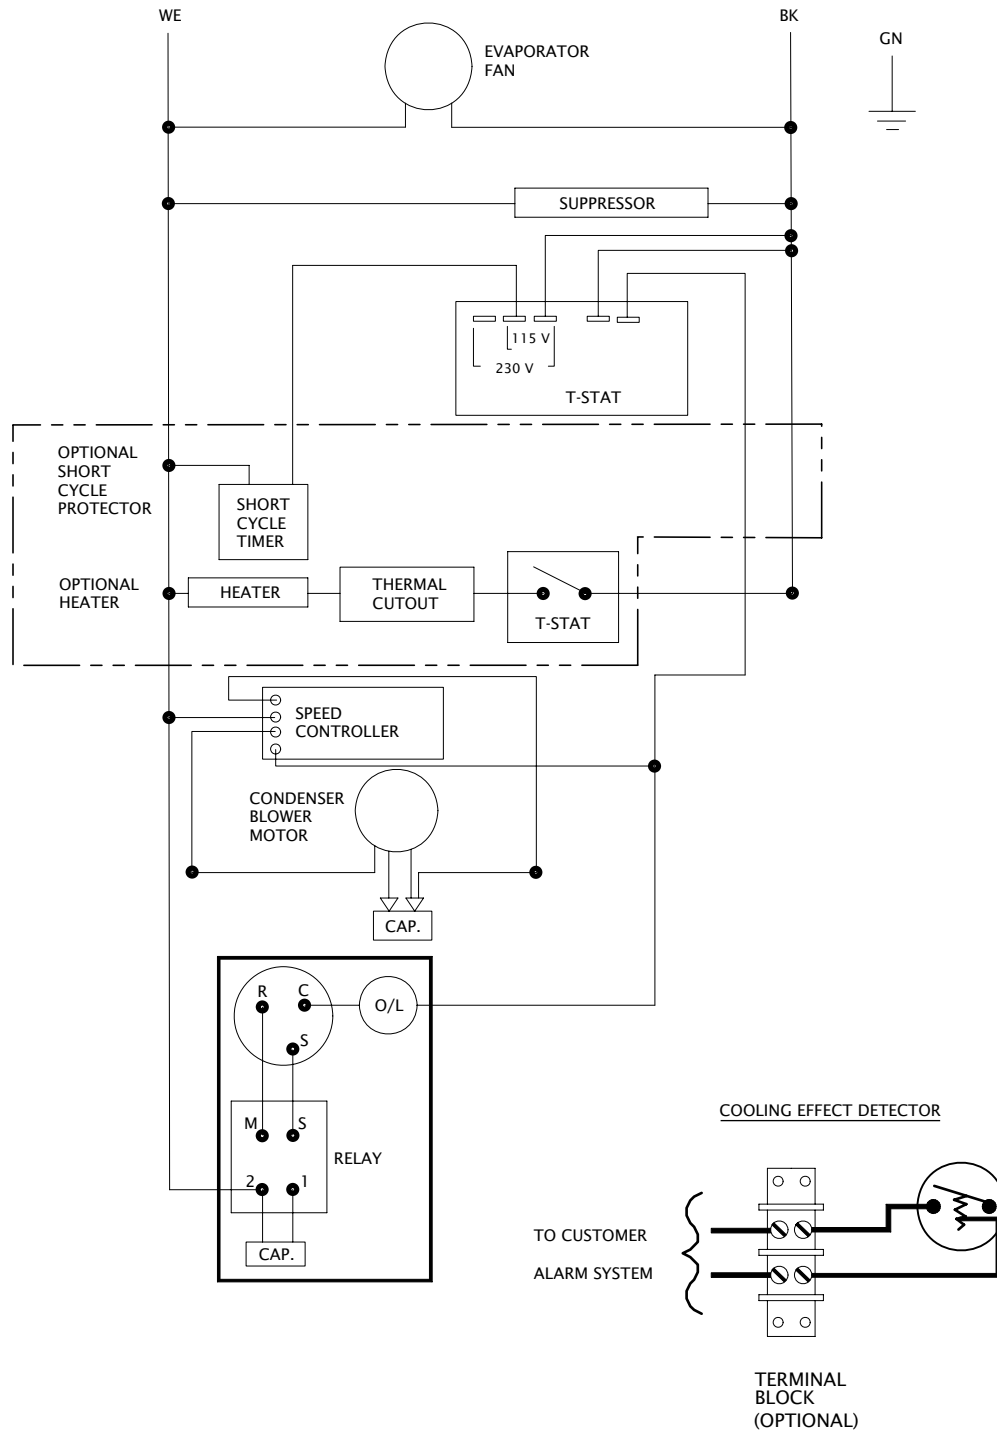 WE
BK
GN
EVAPORATOR
FAN
SUPPRESSOR
115 V
230 V
T-STAT
OPTIONAL
SHORT
CYCLE
PROTECTOR
SHORT
CYCLE
TIMER
OPTIONAL
HEATER
HEATER
THERMAL
CUTOUT
T-STAT
SPEED
CONTROLLER
CONDENSER
BLOWER
MOTOR
CAP.
R
C
O/L
S
M
S
RELAY
2
1
CAP.
COOLING EFFECT DETECTOR
TO CUSTOMER
ALARM SYSTEM
TERMINAL
BLOCK
(OPTIONAL)